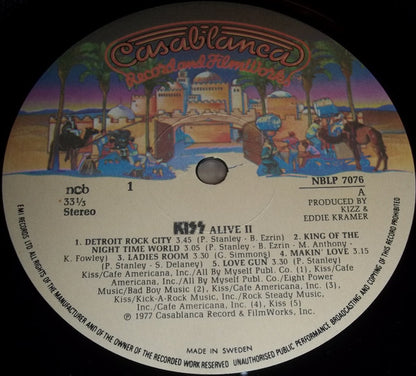 Casablanca
Record and FilmWorks
ncb
33⅓
Stereo
1
NBLP 7076
A
PRODUCED BY
KIZZ &
EDDIE KRAMER
KISS ALIVE II
1. DETROIT ROCK CITY 3.45 (P. Stanley - B. Ezrin) 2. KING OF THE
NIGHT TIME WORLD 3.05 (P. Stanley - B. Ezrin - M. Anthony -
K. Fowley) 3. LADIES ROOM 3.30 (G. Simmons) 4. MAKIN' LOVE 3.15
(P. Stanley - S. Delaney) 5. LOVE GUN 3.30 (P. Stanley)
Kiss/Cafe Americana, Inc./All By Myself Publ. Co. (1) Kiss/
Cafe Americana, Inc./All By Myself Publ. Co./Eight Power
Music/Bad Boy Music (2), Kiss/Cafe Americana, Inc. (3),
Kiss/Kick-A-Rock Music, Inc./Rock Steady Music,
Inc./Cafe Americana, Inc. (4), Kiss (5)
℗ 1977 Casablanca Record & FilmWorks, Inc.
MADE IN SWEDEN
EMI RECORDS LTD ALL RIGHTS OF THE MANUFACTURER AND OF THE OWNER OF THE RECORDED WORK RESERVED UNAUTHORISED PUBLIC PERFORMANCE BROADCASTING AND COPYING OF THIS RECORD PROHIBITED